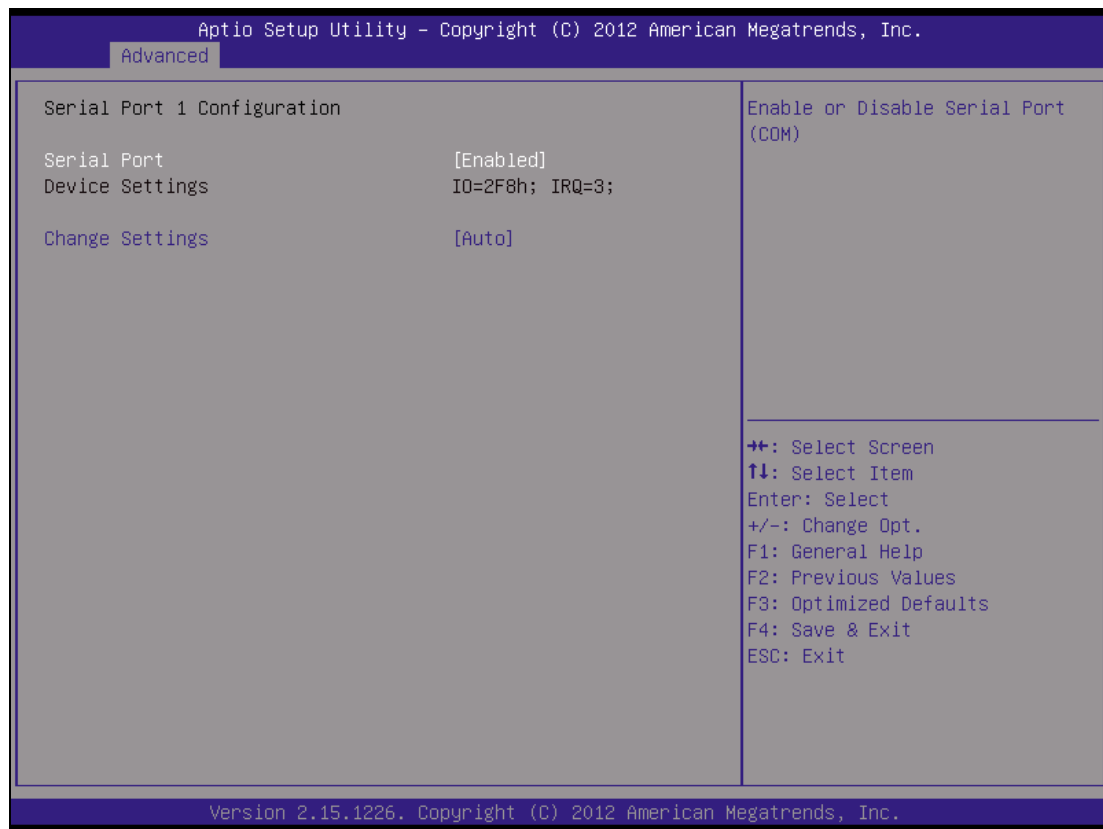 Aptio Setup Utility – Copyright (C) 2012 American Megatrends, Inc.
Advanced
Serial Port 1 Configuration
Serial Port [Enabled]
Device Settings IO=2F8h; IRQ=3;
Change Settings [Auto]
Enable or Disable Serial Port
(COM)
→←: Select Screen
↑↓: Select Item
Enter: Select
+/-: Change Opt.
F1: General Help
F2: Previous Values
F3: Optimized Defaults
F4: Save & Exit
ESC: Exit
Version 2.15.1226. Copyright (C) 2012 American Megatrends, Inc.